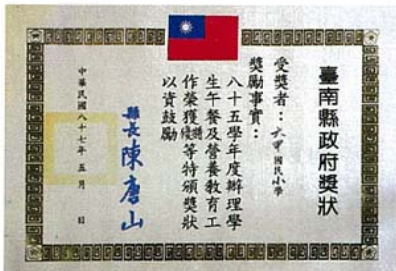 臺南縣政府獎狀
受獎者：大甲國民小學
獎勵事實：
八十五學年度辦理學
生午餐及營養教育工
作榮獲優等特頒獎狀
以資鼓勵
縣長陳唐山
中華民國八十七年五月 日